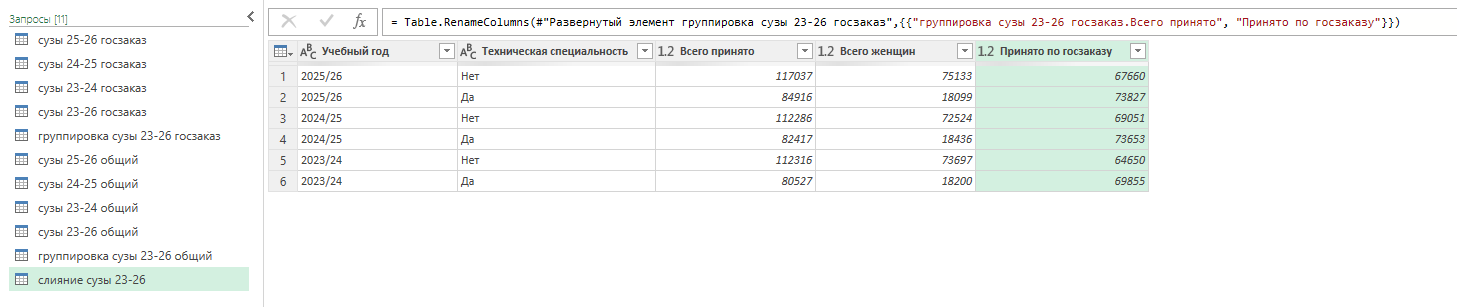 Запросы [11]
сузы 25-26 госзаказ
сузы 24-25 госзаказ
сузы 23-24 госзаказ
сузы 23-26 госзаказ
группировка сузы 23-26 госзаказ
сузы 25-26 общий
сузы 24-25 общий
сузы 23-24 общий
сузы 23-26 общий
группировка сузы 23-26 общий
слияние сузы 23-26
fx = Table.RenameColumns(#"Развернутый элемент группировка сузы 23-26 госзаказ",{{"группировка сузы 23-26 госзаказ.Всего принято", "Принято по госзаказу"}})
ABC Учебный год ABC Техническая специальность 1.2 Всего принято 1.2 Всего женщин 1.2 Принято по госзаказу
1 2025/26 Нет 117037 75133 67660
2 2025/26 Да 84916 18099 73827
3 2024/25 Нет 112286 72524 69051
4 2024/25 Да 82417 18436 73653
5 2023/24 Нет 112316 73697 64650
6 2023/24 Да 80527 18200 69855